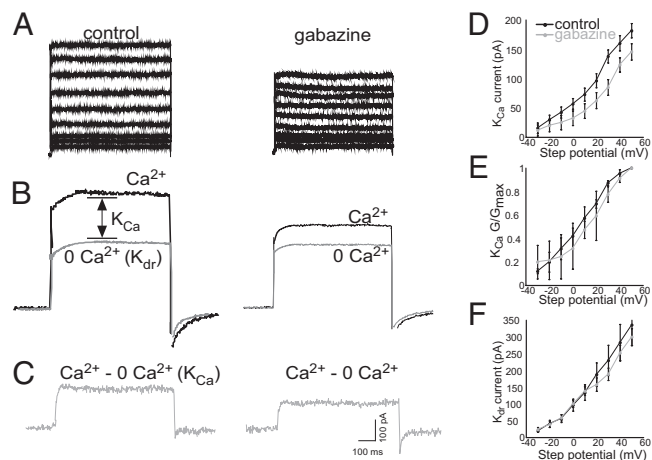 A
control
gabazine
B
Ca2+
KCa
0 Ca2+ (Kdr)
Ca2+
0 Ca2+
C
Ca2+ - 0 Ca2+ (KCa)
Ca2+ - 0 Ca2+
100 pA
100 ms
D
control
gabazine
KCa current (pA)
200
150
100
50
0
-40 -20 0 20 40 60
Step potential (mV)
E
KCa G/Gmax
1
0.8
0.6
0.4
0.2
0
-40 -20 0 20 40 60
Step potential (mV)
F
Kdr current (pA)
350
300
250
200
150
100
50
0
-40 -20 0 20 40 60
Step potential (mV)